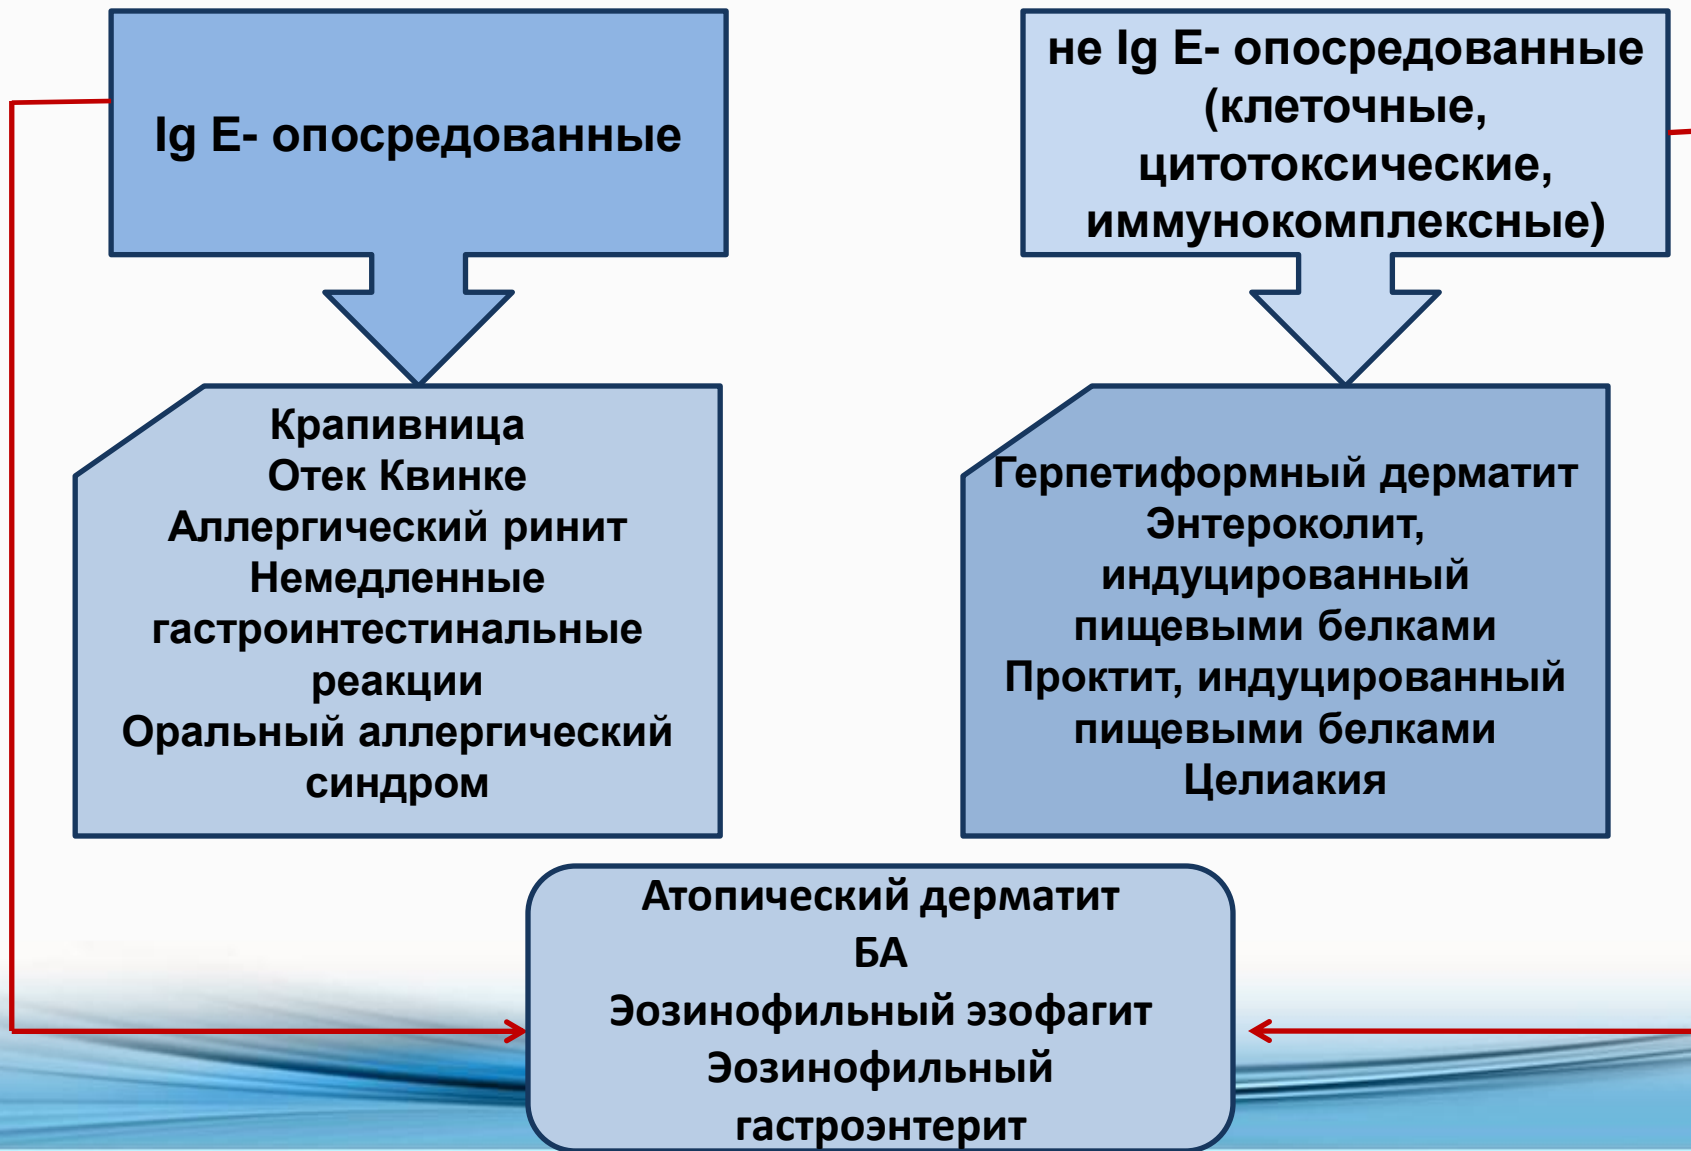 Ig E- опосредованные
не Ig E- опосредованные
(клеточные,
цитотоксические,
иммунокомплексные)
Крапивница
Отек Квинке
Аллергический ринит
Немедленные
гастроинтестинальные
реакции
Оральный аллергический
синдром
Герпетиформный дерматит
Энтероколит,
индуцированный
пищевыми белками
Проктит, индуцированный
пищевыми белками
Целиакия
Атопический дерматит
БА
Эозинофильный эзофагит
Эозинофильный
гастроэнтерит